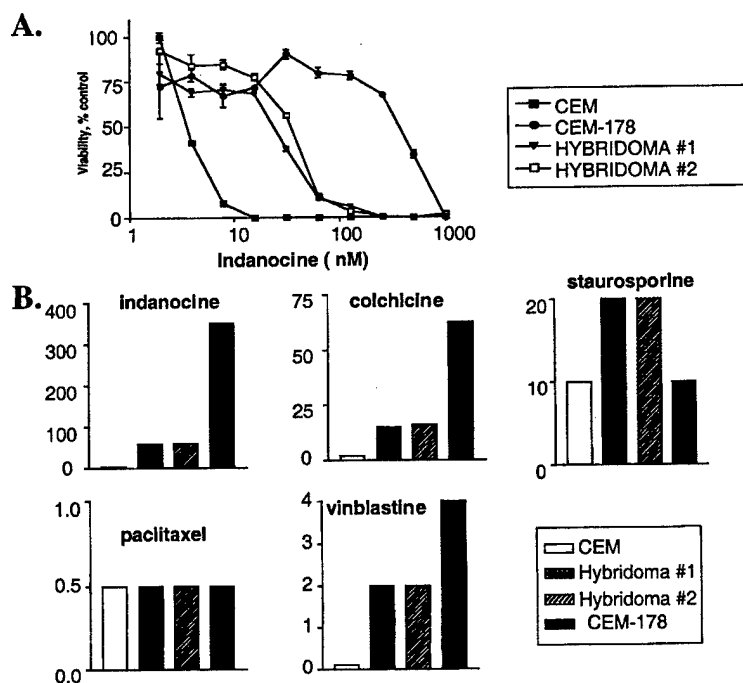 A.
100
75
50
25
0
Viability, % control
1
10
100
1000
Indanocine ( nM)
CEM
CEM-178
HYBRIDOMA #1
HYBRIDOMA #2
B.
indanocine
400
300
200
100
0
colchicine
75
50
25
0
staurosporine
20
10
0
paclitaxel
1.0
0.5
0.0
vinblastine
4
3
2
1
0
CEM
Hybridoma #1
Hybridoma #2
CEM-178